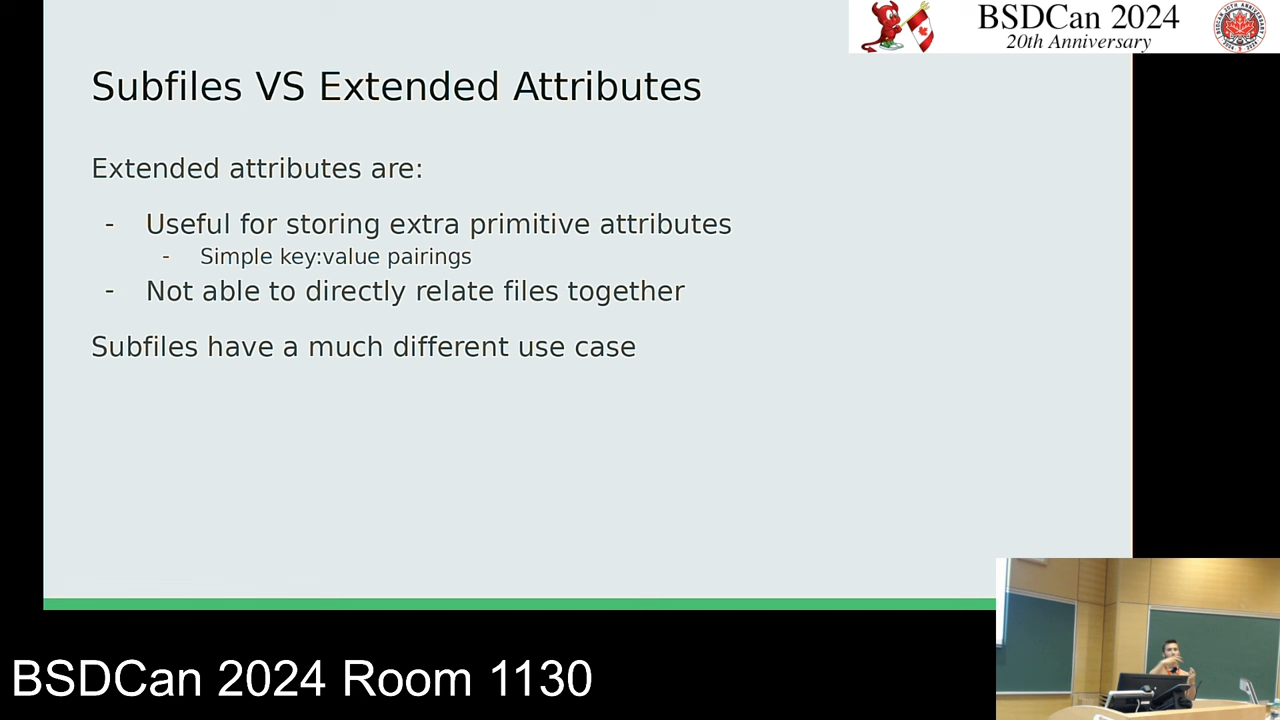 BSDCan 2024
20th Anniversary
Subfiles VS Extended Attributes
Extended attributes are:
- Useful for storing extra primitive attributes
- Simple key:value pairings
- Not able to directly relate files together
Subfiles have a much different use case
BSDCan 2024 Room 1130